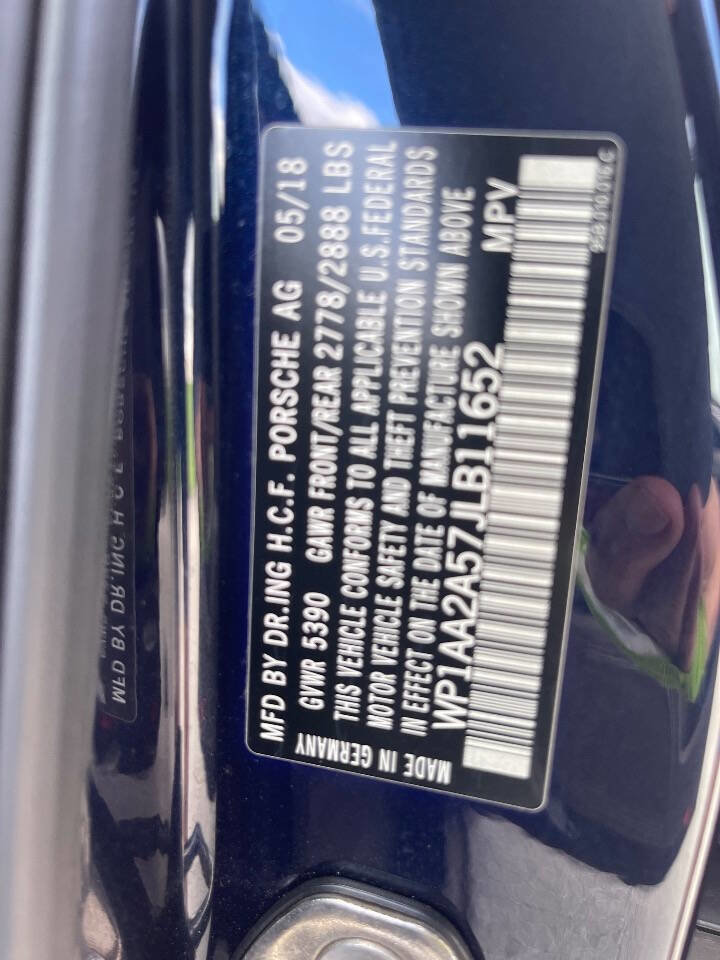 MFD BY DR.ING H.C.F. PORSCHE AG 05/18
GVWR 5390 GAWR FRONT/REAR 2778/2888 LBS
THIS VEHICLE CONFORMS TO ALL APPLICABLE U.S.FEDERAL
MOTOR VEHICLE SAFETY AND THEFT PREVENTION STANDARDS
IN EFFECT ON THE DATE OF MANUFACTURE SHOWN ABOVE
WP1AA2A57JLB11652 MPV
MADE IN GERMANY